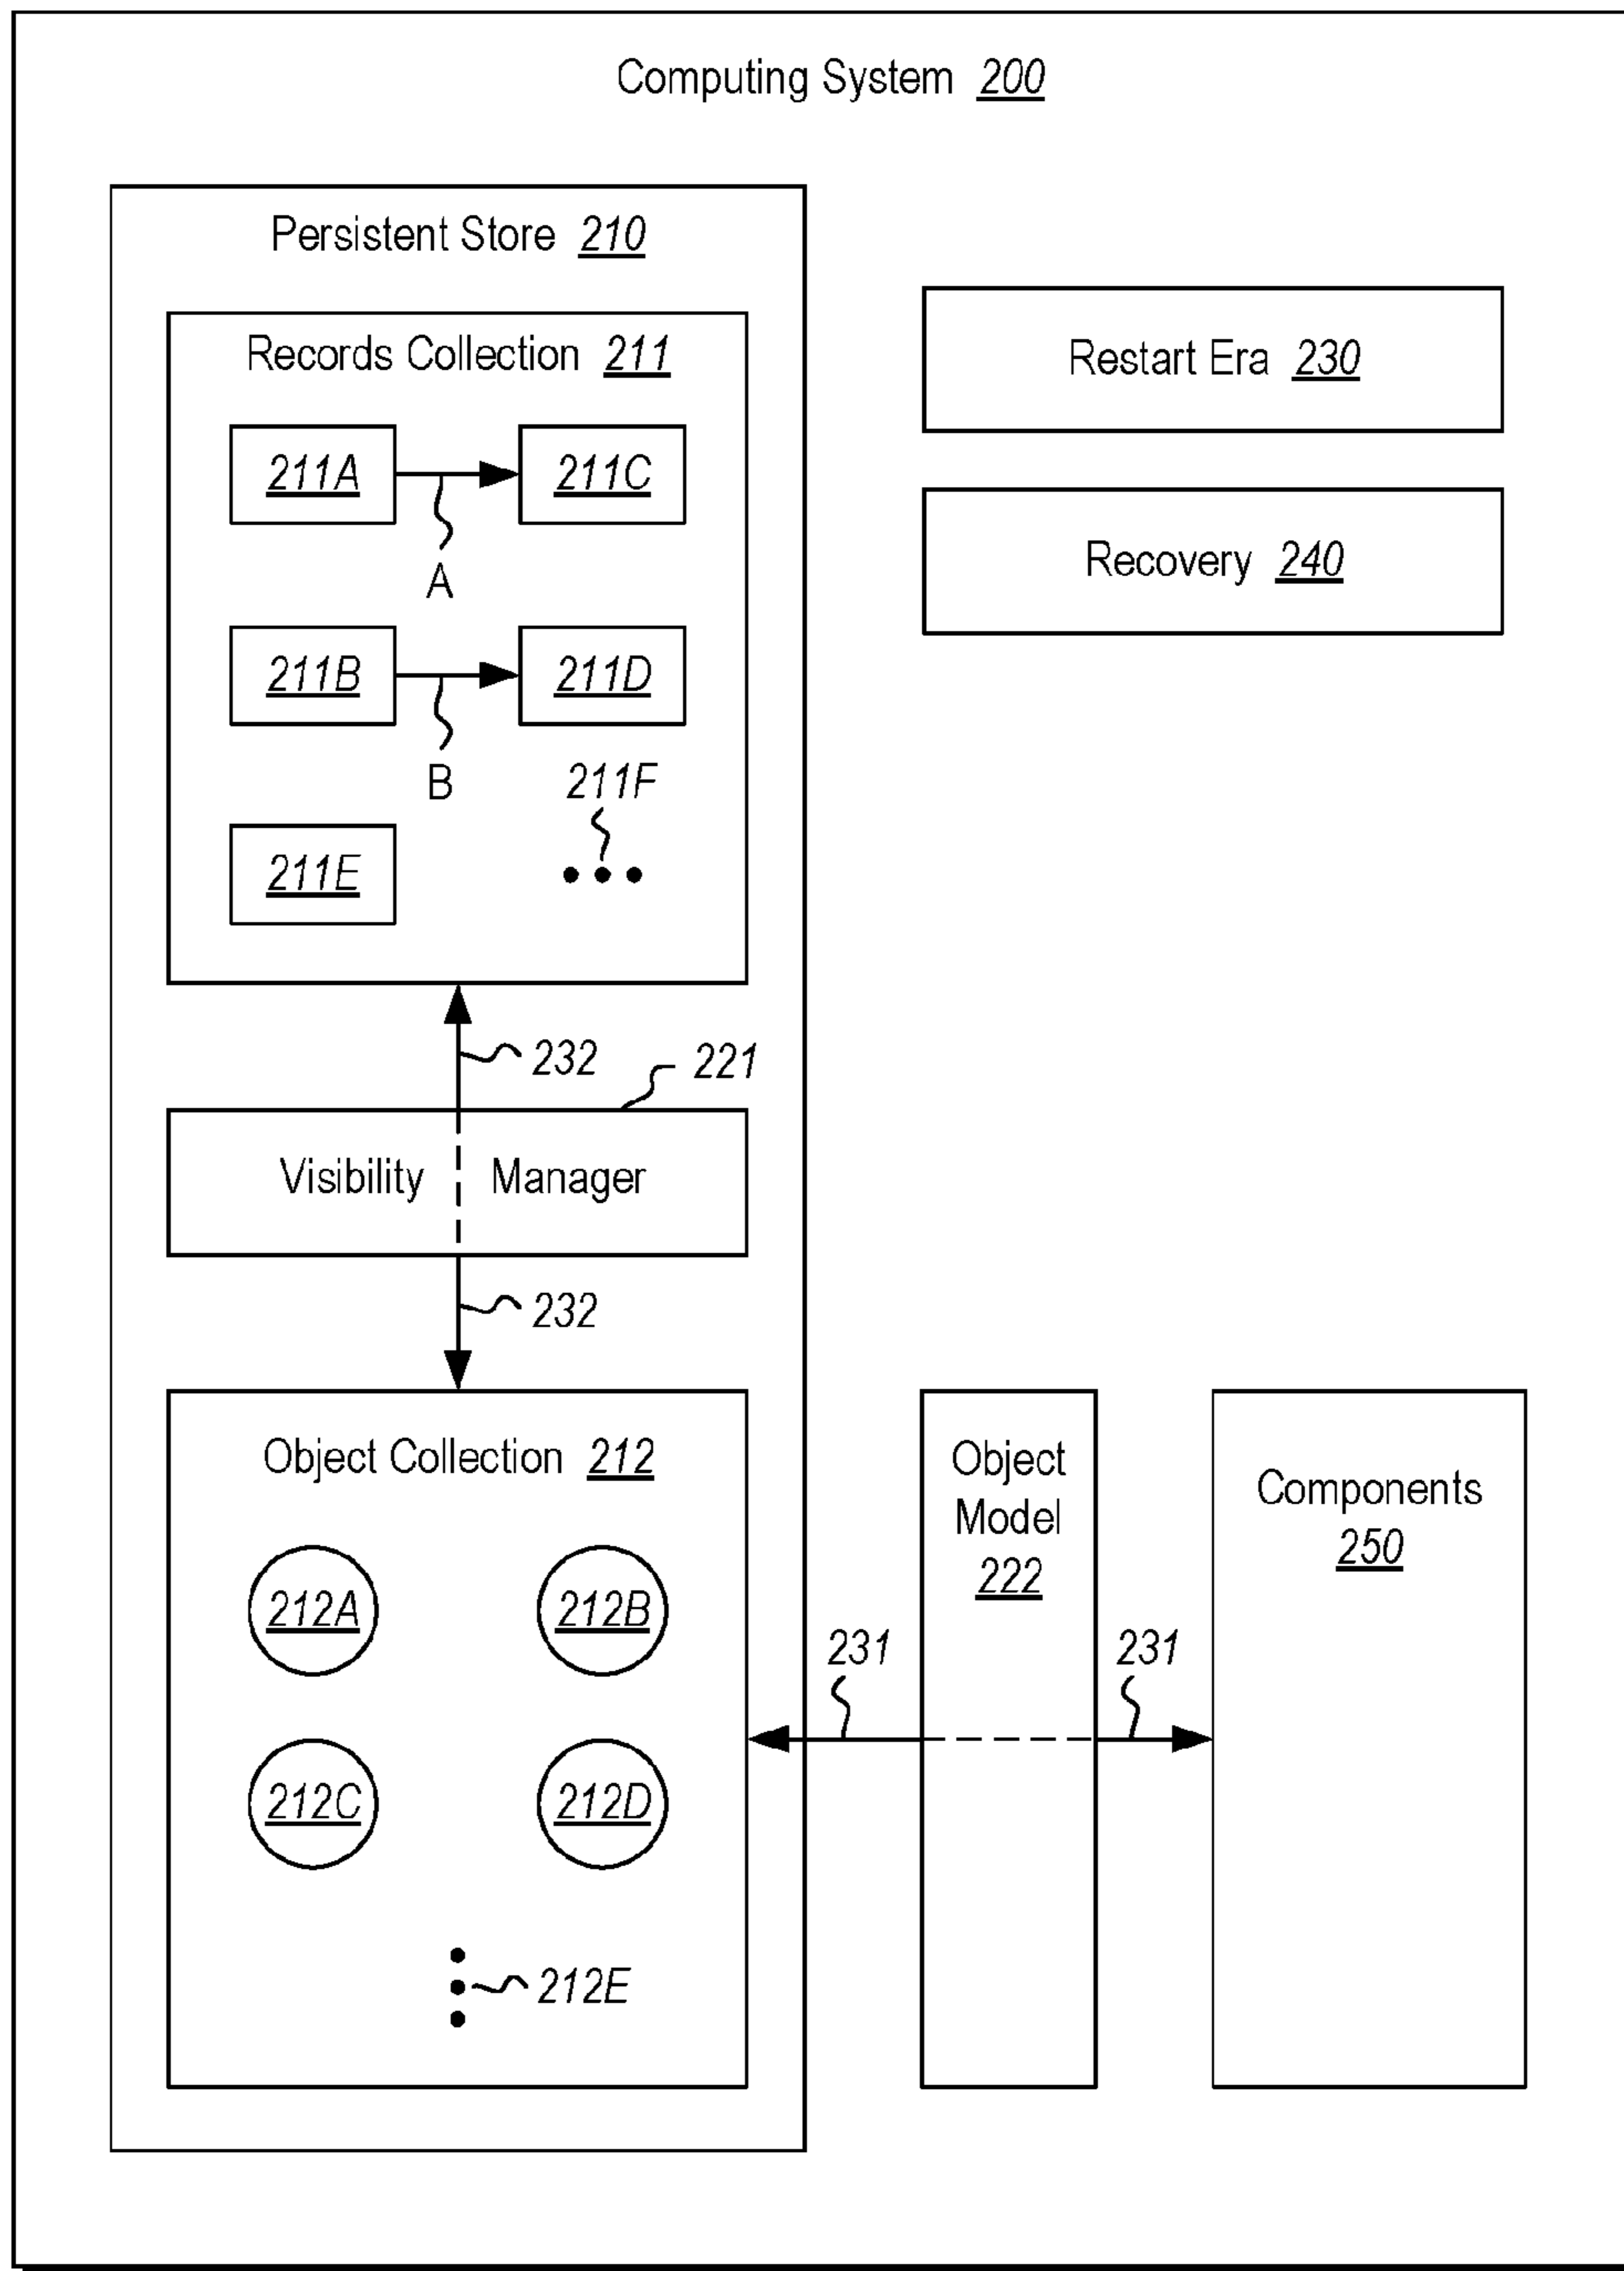 Computing System 200
Persistent Store 210
Records Collection 211
211A
211C
A
211B
211D
B
211F
211E
Restart Era 230
Recovery 240
232
221
Visibility Manager
232
Object Collection 212
212A
212B
212C
212D
212E
Object
Model
222
231
231
Components
250